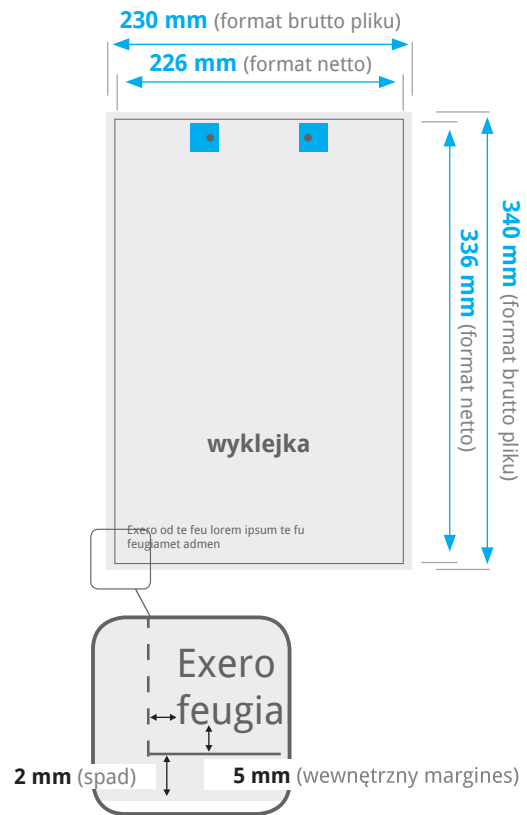 230 mm (format brutto pliku)
226 mm (format netto)
340 mm (format brutto pliku)
336 mm (format netto)
wyklejka
Exero od te feu lorem ipsum te fu
feugiamet admen
Exero
feugia
2 mm (spad)
5 mm (wewnętrzny margines)